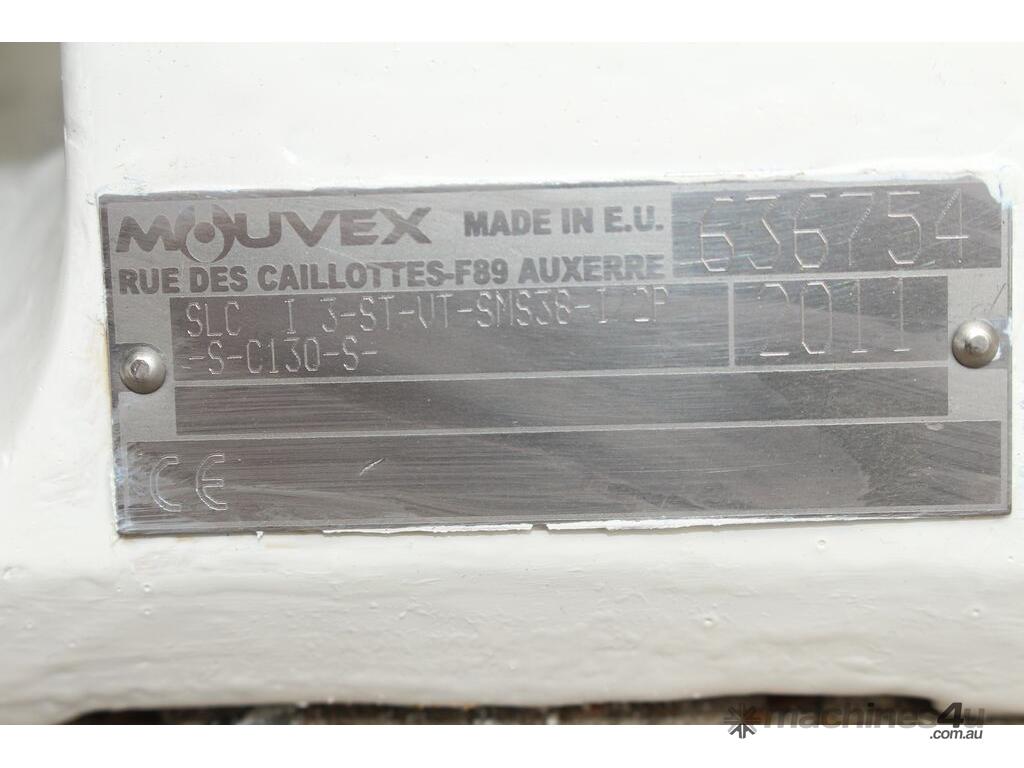 MOUVEX MADE IN E.U. 636754
RUE DES CAILLOTTES-F89 AUXERRE
SLC I 3-ST-VT-SMS38-I 2P 2011
-S-C130-S-
CE
machines4u
.com.au